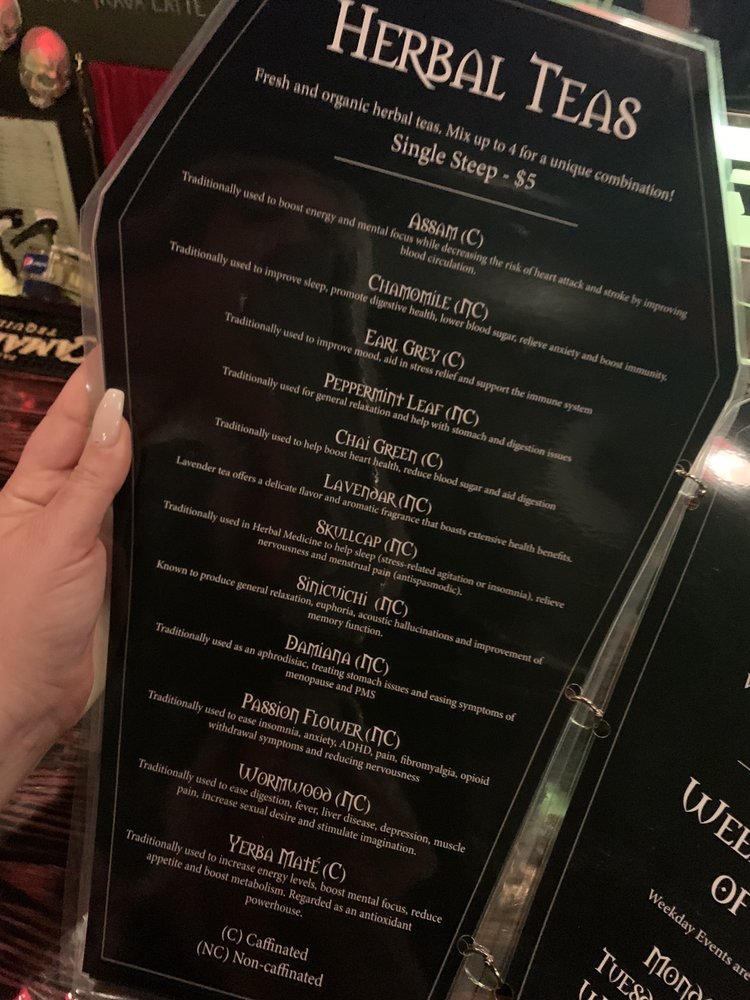 KAVA LATTE
HERBAL TEAS
Fresh and organic herbal teas. Mix up to 4 for a unique combination!
Single Steep - $5
ASSAM (C)
Traditionally used to boost energy and mental focus while decreasing the risk of heart attack and stroke by improving
blood circulation.
CHAMOMILE (NC)
Traditionally used to improve sleep, promote digestive health, lower blood sugar, relieve anxiety and boost immunity.
EARL GREY (C)
Traditionally used to improve mood, aid in stress relief and support the immune system
PEPPERMINT LEAF (NC)
Traditionally used for general relaxation and help with stomach and digestion issues
CHAI GREEN (C)
Traditionally used to help boost heart health, reduce blood sugar and aid digestion
LAVENDAR (NC)
Lavender tea offers a delicate flavor and aromatic fragrance that boasts extensive health benefits.
SKULLCAP (NC)
Traditionally used in Herbal Medicine to help sleep (stress-related agitation or insomnia), relieve
nervousness and menstrual pain (antispasmodic).
SINICUICHI (NC)
Known to produce general relaxation, euphoria, acoustic hallucinations and improvement of
memory function.
DAMIANA (NC)
Traditionally used as an aphrodisiac, treating stomach issues and easing symptoms of
menopause and PMS
PASSION FLOWER (NC)
Traditionally used to ease insomnia, anxiety, ADHD, pain, fibromyalgia, opioid
withdrawal symptoms and reducing nervousness
WORMWOOD (NC)
Traditionally used to ease digestion, fever, liver disease, depression, muscle
pain, increase sexual desire and stimulate imagination.
YERBA MATÉ (C)
Traditionally used to increase energy levels, boost mental focus, reduce
appetite and boost metabolism. Regarded as an antioxidant
powerhouse.
(C) Caffinated
(NC) Non-caffinated
WEE
OF
Weekday Events are
MOND
TUES